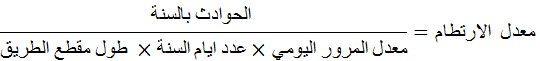 معدل الارتطام =
الحوادث بالسنة
معدل المرور اليومي × عدد ايام السنة × طول مقطع الطريق